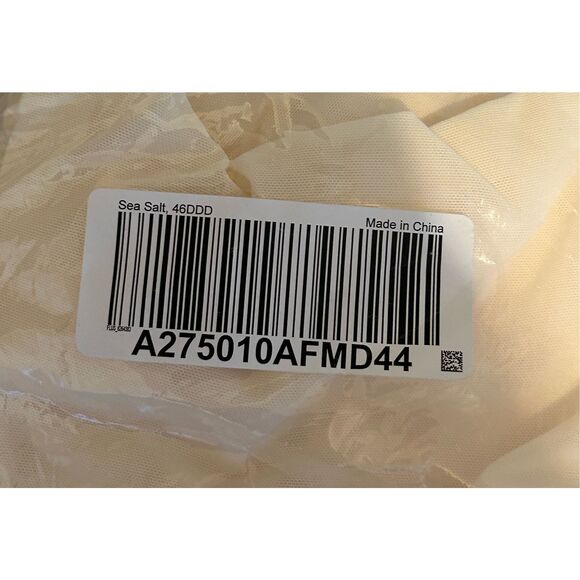 Sea Salt, 46DDD
Made in China
A275010AFMD44